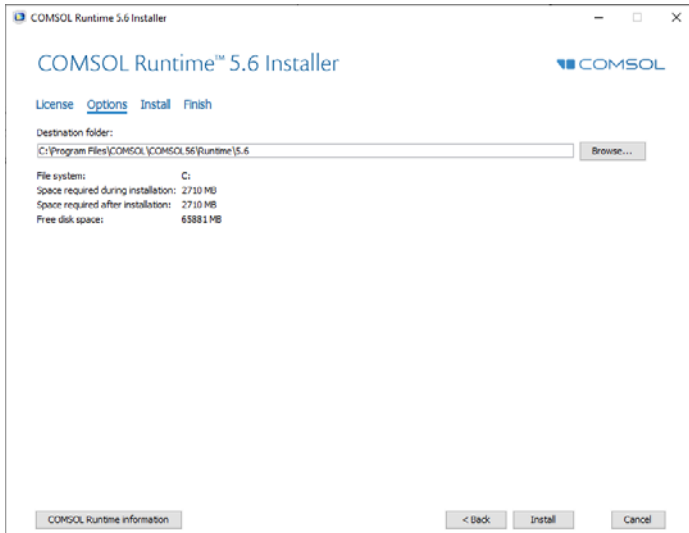 COMSOL Runtime 5.6 Installer
COMSOL Runtime™ 5.6 Installer
COMSOL
License Options Install Finish
Destination folder:
C:\Program Files\COMSOL\COMSOL56\Runtime\5.6
Browse...
File system: C:
Space required during installation: 2710 MB
Space required after installation: 2710 MB
Free disk space: 65881 MB
COMSOL Runtime information
< Back
Install
Cancel